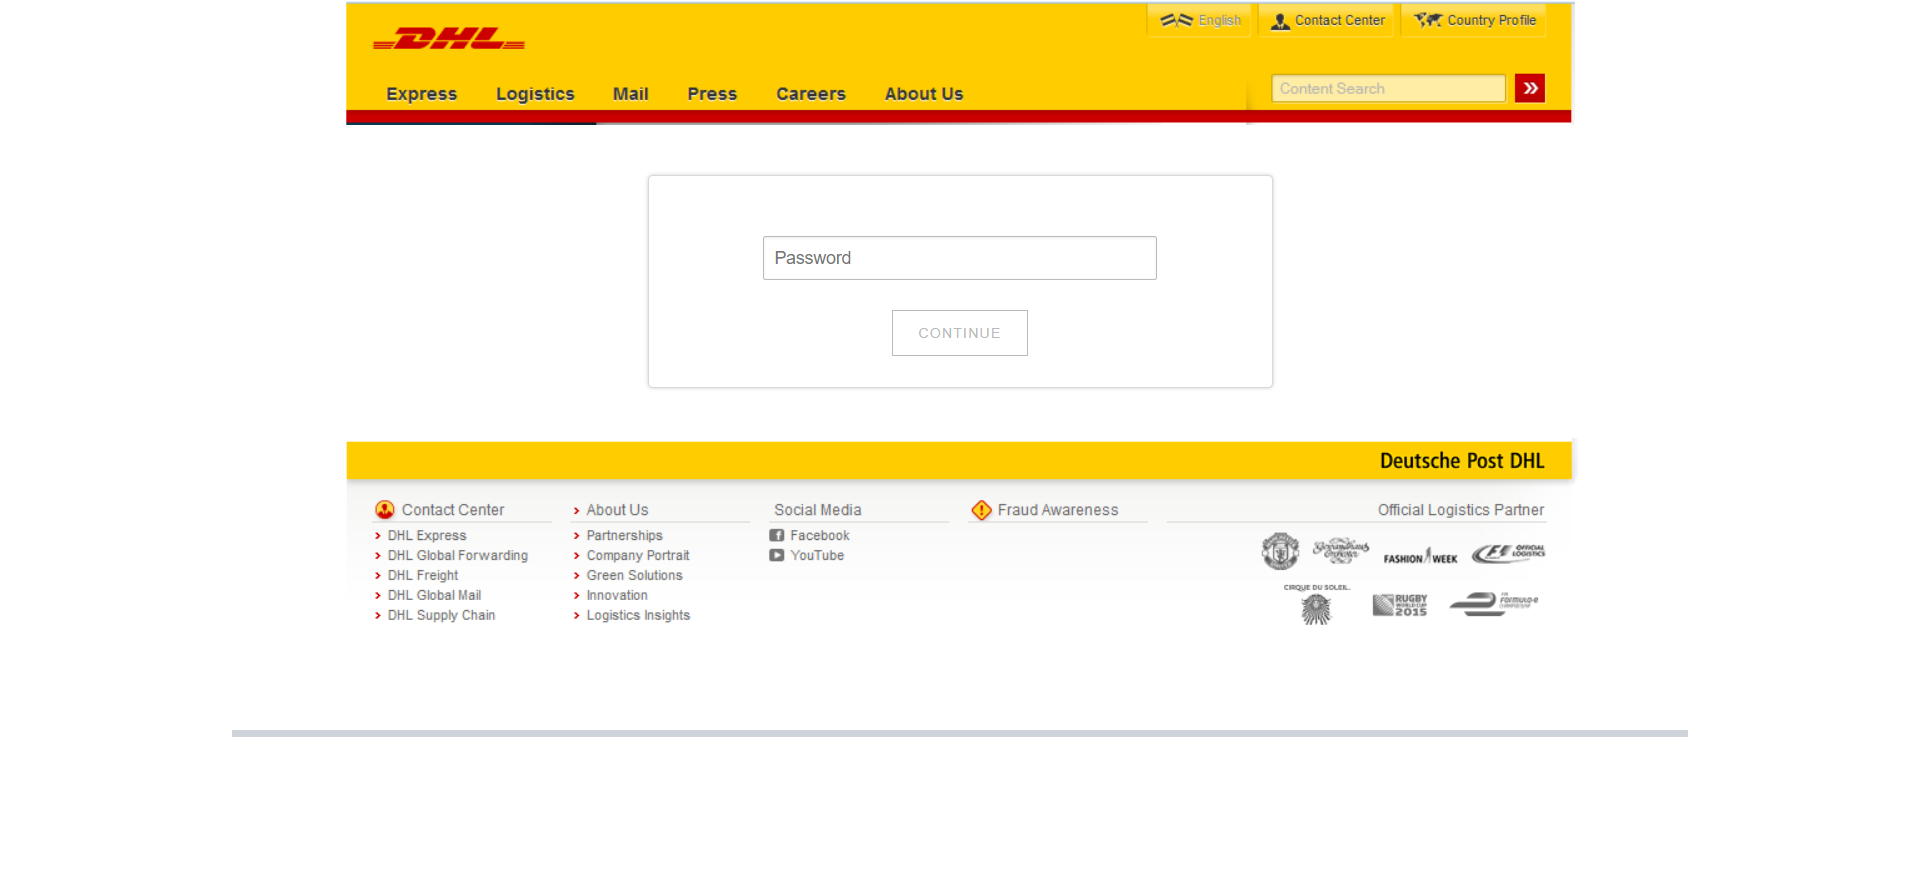 DHL
English
Contact Center
Country Profile
Express
Logistics
Mail
Press
Careers
About Us
Content Search
Password
CONTINUE
Deutsche Post DHL
Contact Center
DHL Express
DHL Global Forwarding
DHL Freight
DHL Global Mail
DHL Supply Chain
About Us
Partnerships
Company Portrait
Green Solutions
Innovation
Logistics Insights
Social Media
Facebook
YouTube
Fraud Awareness
Official Logistics Partner
Gewandhaus
Orchester
FASHION WEEK
F1 OFFICIAL
LOGISTICS
CIRQUE DU SOLEIL.
RUGBY
WORLD CUP
2015
FORMULA-E